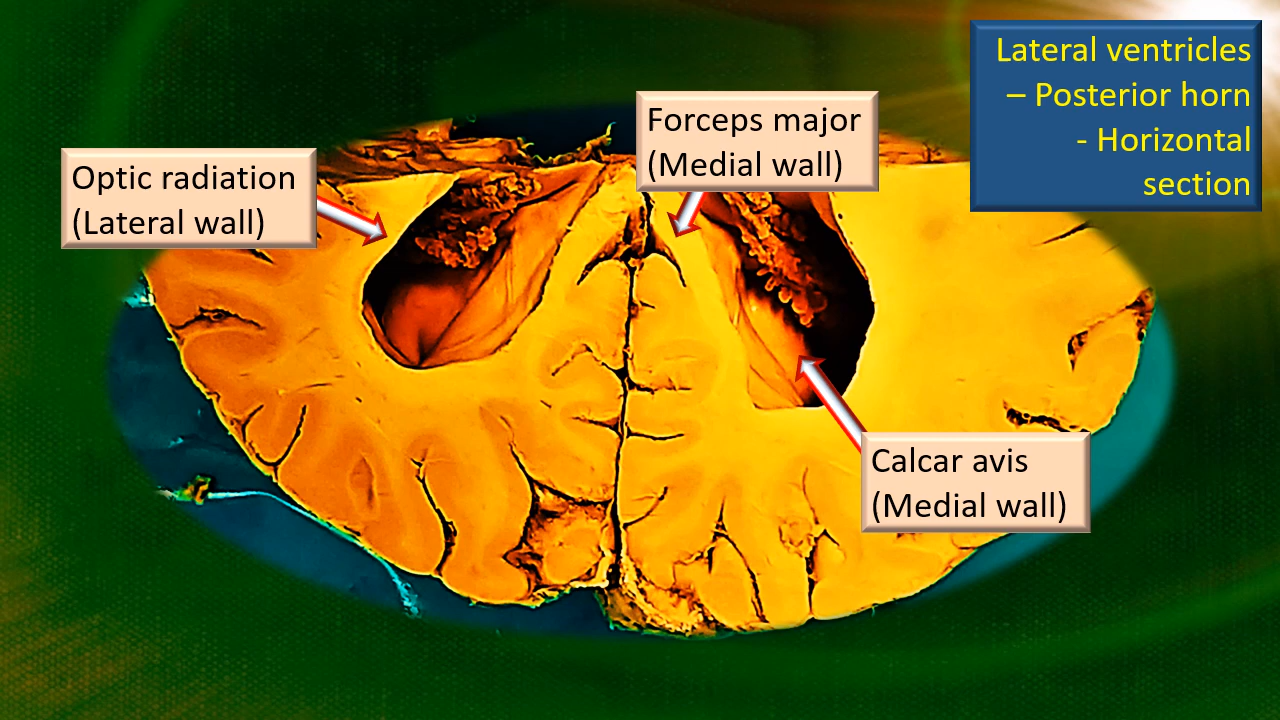 Lateral ventricles
– Posterior horn
- Horizontal
section
Forceps major
(Medial wall)
Optic radiation
(Lateral wall)
Calcar avis
(Medial wall)